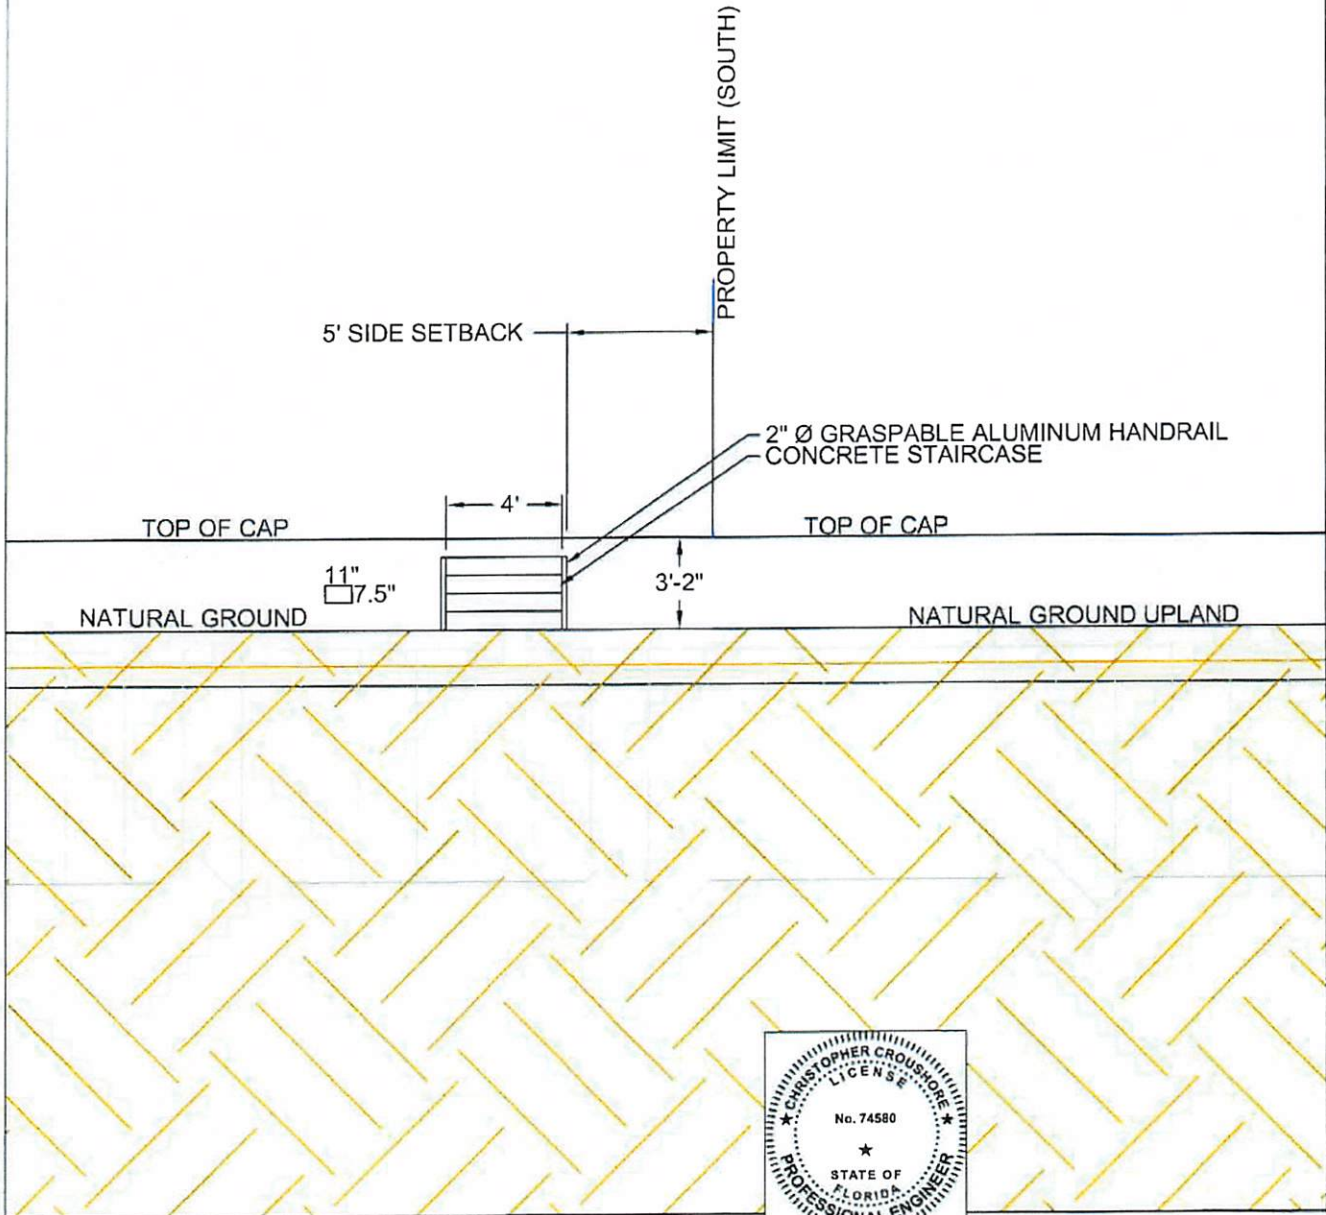 PROPERTY LIMIT (SOUTH)
5' SIDE SETBACK
2" Ø GRASPABLE ALUMINUM HANDRAIL
CONCRETE STAIRCASE
4'
TOP OF CAP
TOP OF CAP
11"
7.5"
3'-2"
NATURAL GROUND
NATURAL GROUND UPLAND
CHRISTOPHER CROUSHORE
LICENSE
No. 74580
STATE OF
FLORIDA
PROFESSIONAL ENGINEER